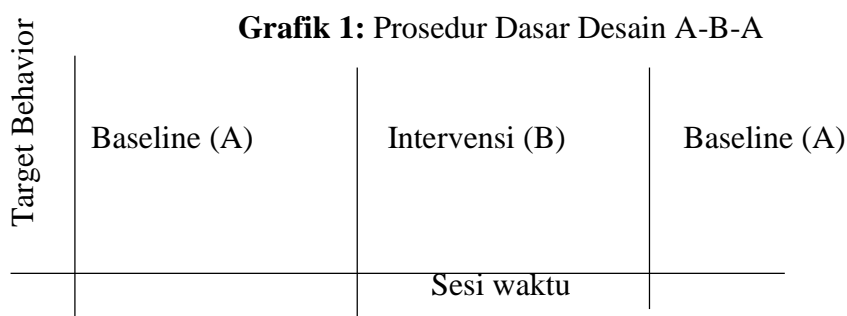 Grafik 1: Prosedur Dasar Desain A-B-A
Target Behavior
Baseline (A)
Intervensi (B)
Baseline (A)
Sesi waktu